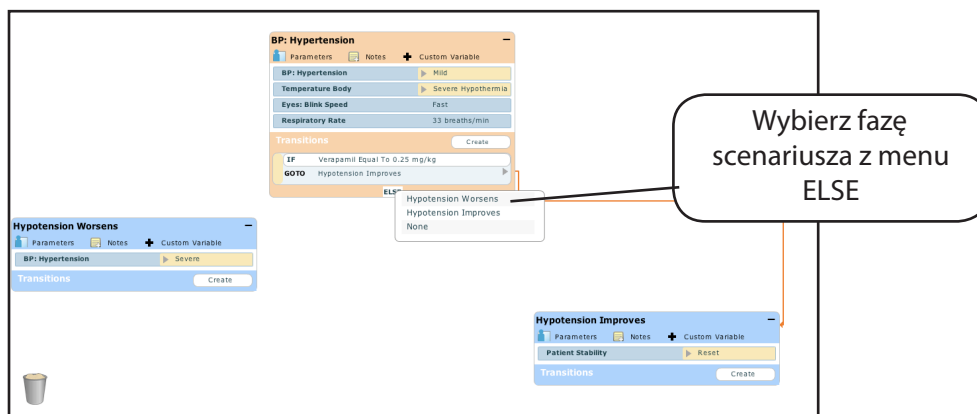 BP: Hypertension
Parameters Notes Custom Variable
BP: Hypertension Mild
Temperature Body Severe Hypothermia
Eyes: Blink Speed Fast
Respiratory Rate 33 breaths/min
Transitions Create
IF Verapamil Equal To 0.25 mg/kg
GOTO Hypotension Improves
ELSE
Hypotension Worsens
Hypotension Improves
None
Wybierz fazę
scenariusza z menu
ELSE
Hypotension Worsens
Parameters Notes Custom Variable
BP: Hypertension Severe
Transitions Create
Hypotension Improves
Parameters Notes Custom Variable
Patient Stability Reset
Transitions Create